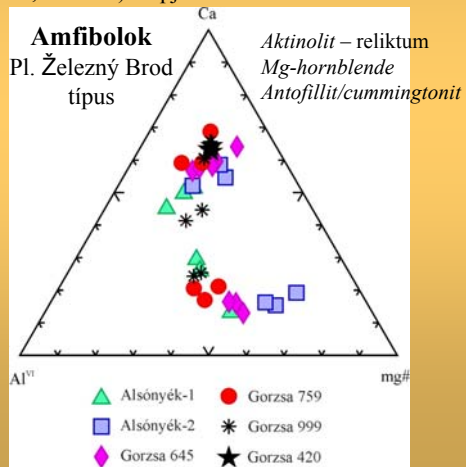 Ca
Amfibolok
Pl. Železný Brod
típus
Aktinolit – reliktum
Mg-hornblende
Antofillit/cummingtonit
Al^VI
mg#
Alsónyék-1
Gorzsa 759
Alsónyék-2
Gorzsa 999
Gorzsa 645
Gorzsa 420